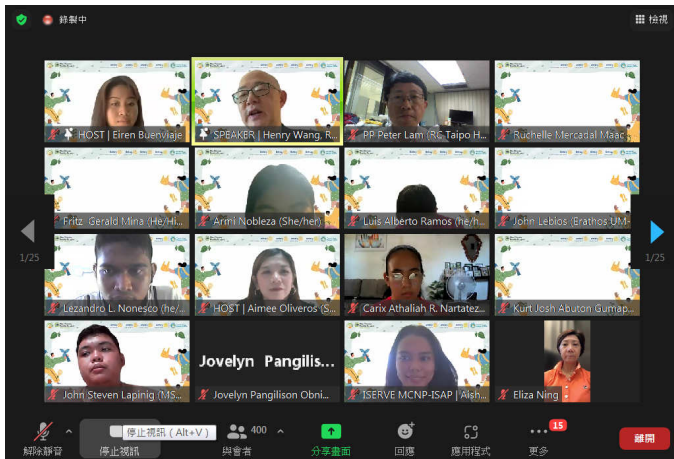 錄製中
檢視
HOST | Eiren Buenviaje
SPEAKER | Henry Wang, R...
PP Peter Lam (RC Taipo H...
Ruchelle Mercadal Maac...
Fritz Gerald Mina (He/Hi...
Armi Nobleza (She/her)
Luis Alberto Ramos (he/h...
John Lebios (Erathos UM-
1/25
1/25
Lezandro L. Nonesco (he/...
HOST | Aimee Oliveros (S...
Carix Athaliah R. Nartatez...
Kurt Josh Abuton Gumap...
Jovelyn Pangilis...
John Steven Lapinig (MS...
Jovelyn Pangilison Obni...
ISERVE MCNP-ISAP | Aish...
Eliza Ning
停止視訊 (Alt+V)
400
15
解除靜音
停止視訊
與會者
分享畫面
回應
應用程式
更多
離開